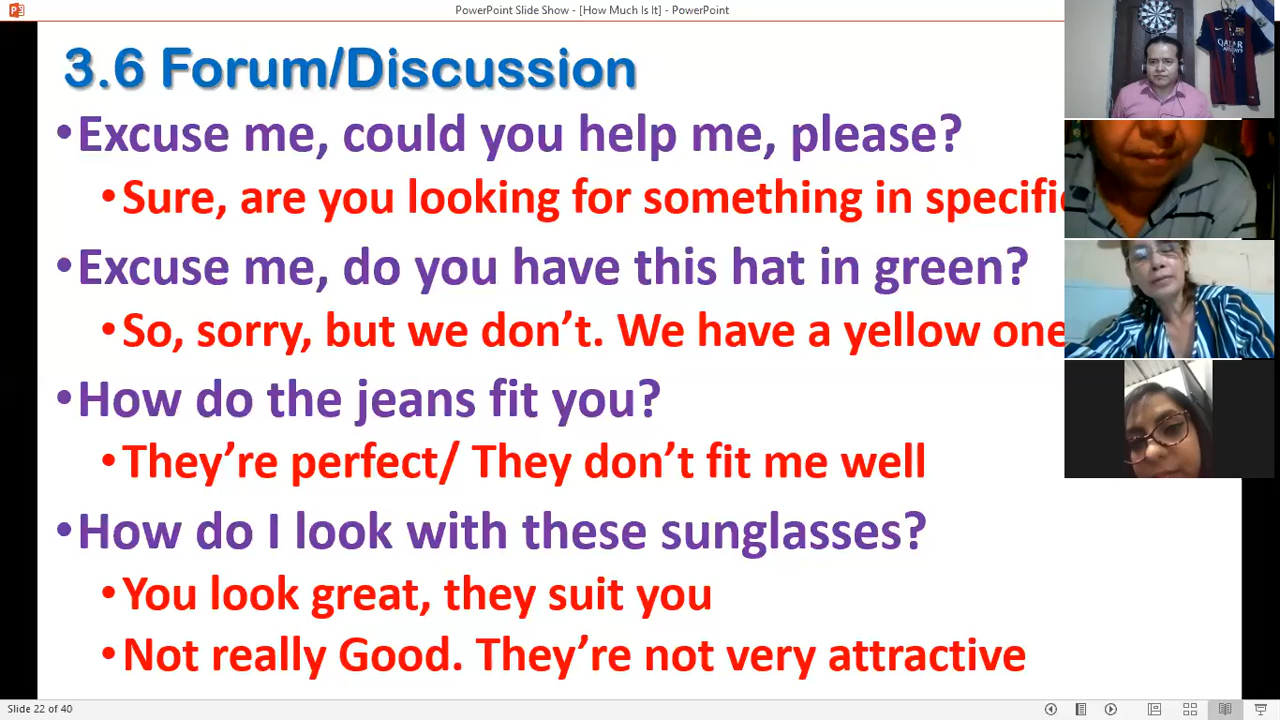 PowerPoint Slide Show - [How Much Is It] - PowerPoint
3.6 Forum/Discussion
•Excuse me, could you help me, please?
•Sure, are you looking for something in specific
•Excuse me, do you have this hat in green?
•So, sorry, but we don't. We have a yellow one
•How do the jeans fit you?
•They're perfect/ They don't fit me well
•How do I look with these sunglasses?
•You look great, they suit you
•Not really Good. They're not very attractive
QATAR
AIRWAYS
Slide 22 of 40